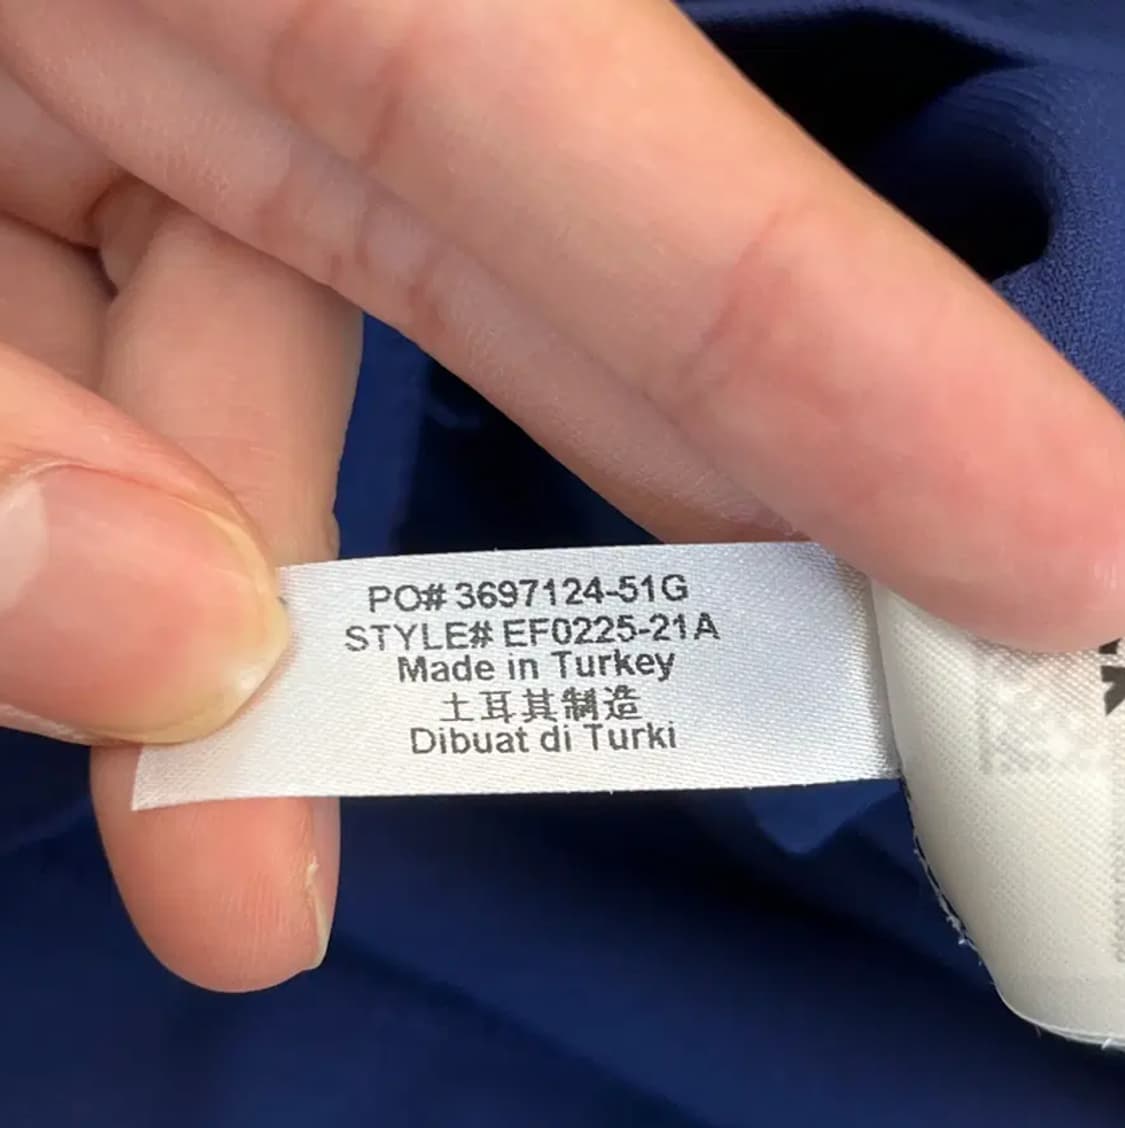 PO# 3697124-51G
STYLE# EF0225-21A
Made in Turkey
土耳其制造
Dibuat di Turki